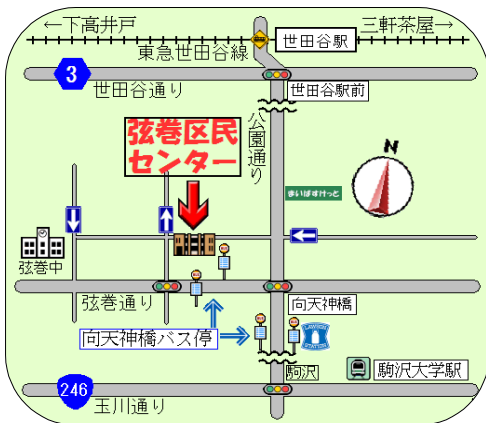 ←下高井戸
三軒茶屋→
東急世田谷線
世田谷駅
3
世田谷通り
世田谷駅前
公園通り
弦巻区民
センター
N
まいばすけっと
弦巻中
弦巻通り
向天神橋
向天神橋バス停
駒沢
駒沢大学駅
246
玉川通り